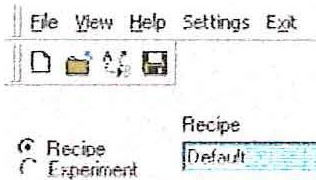 File View Help Settings Exit
Recipe
Recipe
Default
Experiment